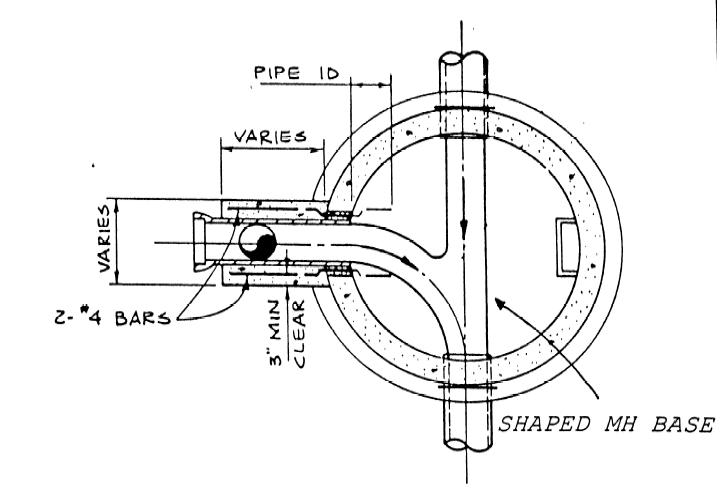 PIPE ID
VARIES
VARIES
2-#4 BARS
3" MIN
CLEAR
SHAPED MH BASE